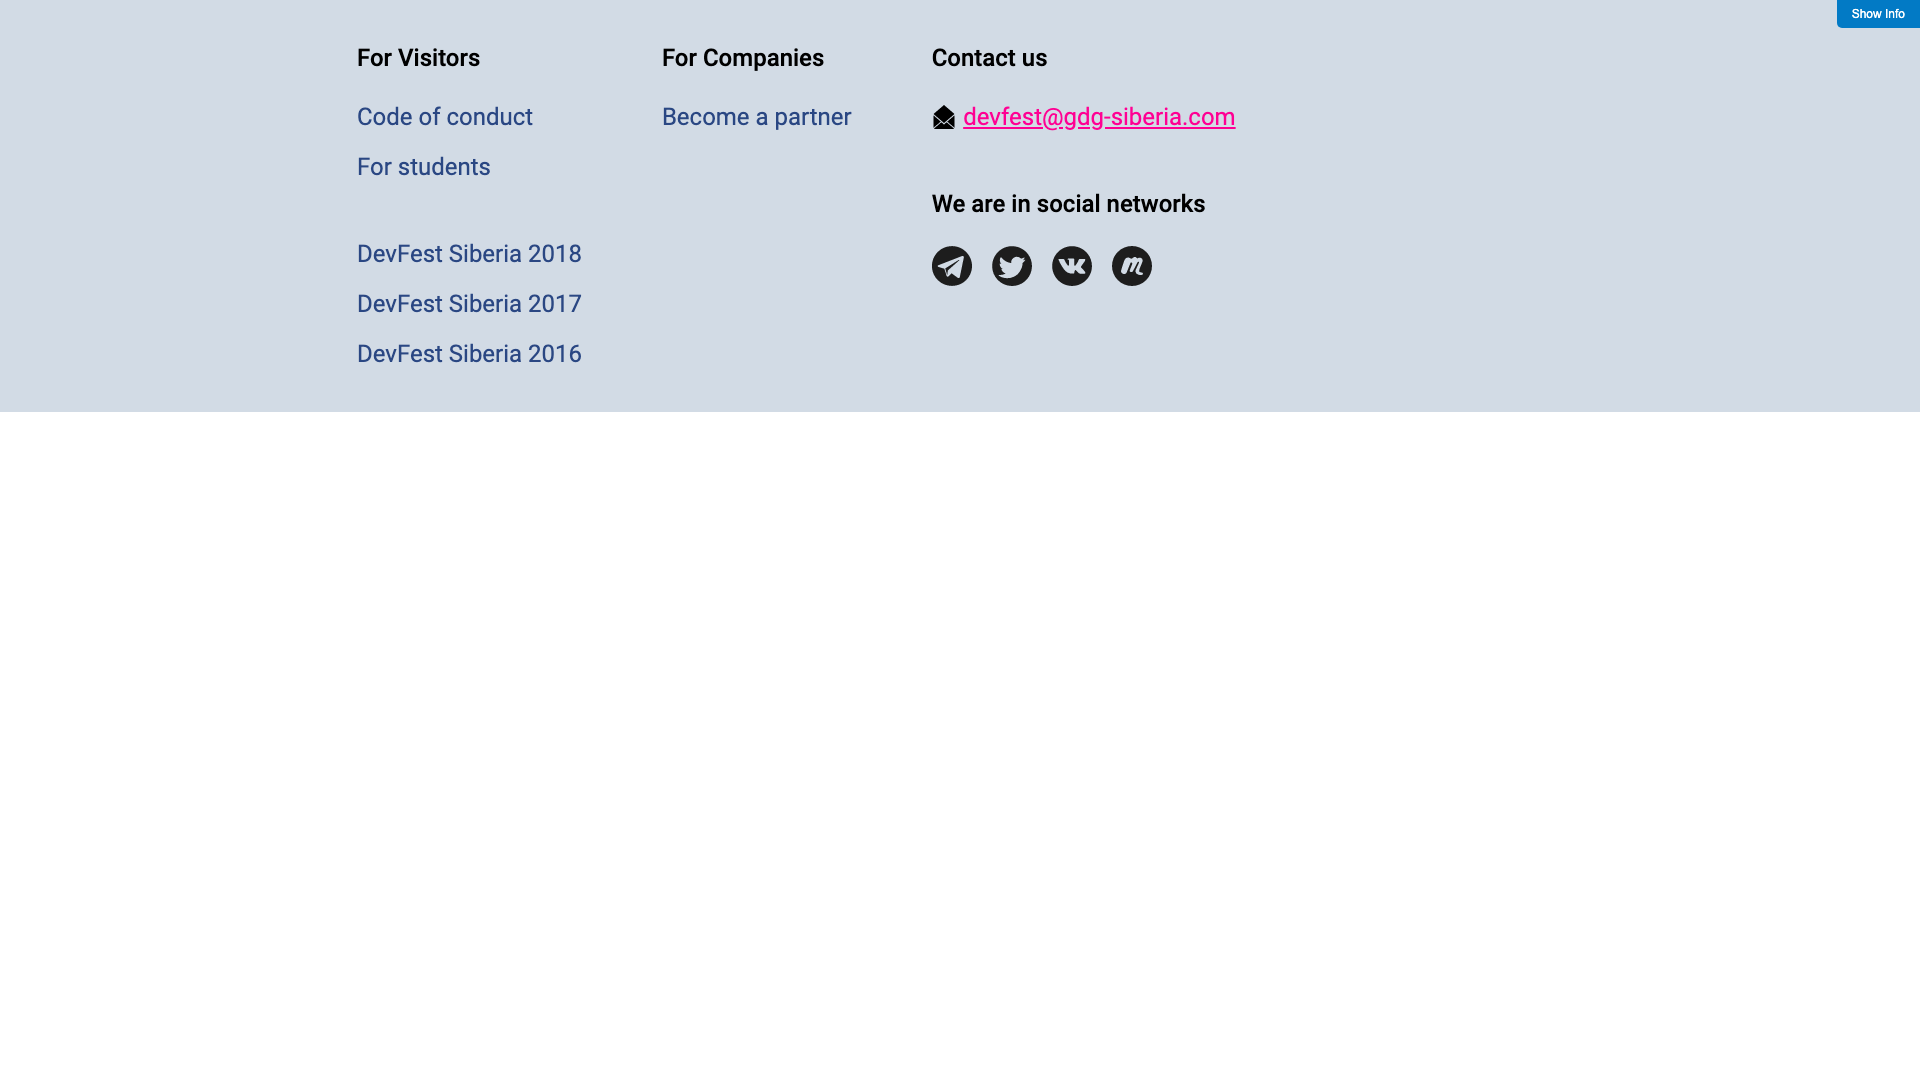 Show Info
For Visitors
Code of conduct
For students
DevFest Siberia 2018
DevFest Siberia 2017
DevFest Siberia 2016
For Companies
Become a partner
Contact us
devfest@gdg-siberia.com
We are in social networks